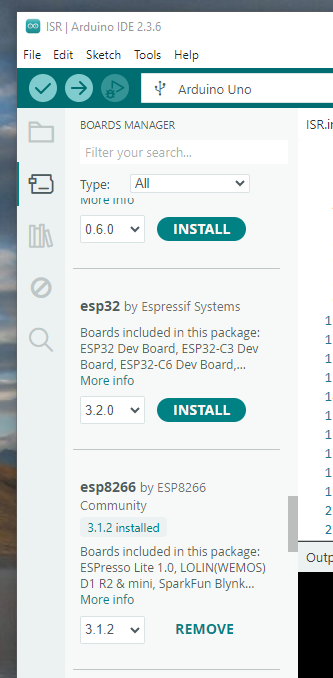 ISR | Arduino IDE 2.3.6
File Edit Sketch Tools Help
Arduino Uno
BOARDS MANAGER
ISR.in
Filter your search...
Type: All
More info
0.6.0 INSTALL
esp32 by Espressif Systems
Boards included in this package:
ESP32 Dev Board, ESP32-C3 Dev
Board, ESP32-C6 Dev Board,...
More info
3.2.0 INSTALL
esp8266 by ESP8266
Community
3.1.2 installed
Boards included in this package:
ESPresso Lite 1.0, LOLIN(WEMOS)
D1 R2 & mini, SparkFun Blynk...
More info
3.1.2 REMOVE
1
1
1
1
1
1
1
1
1
1
2
2
Outp